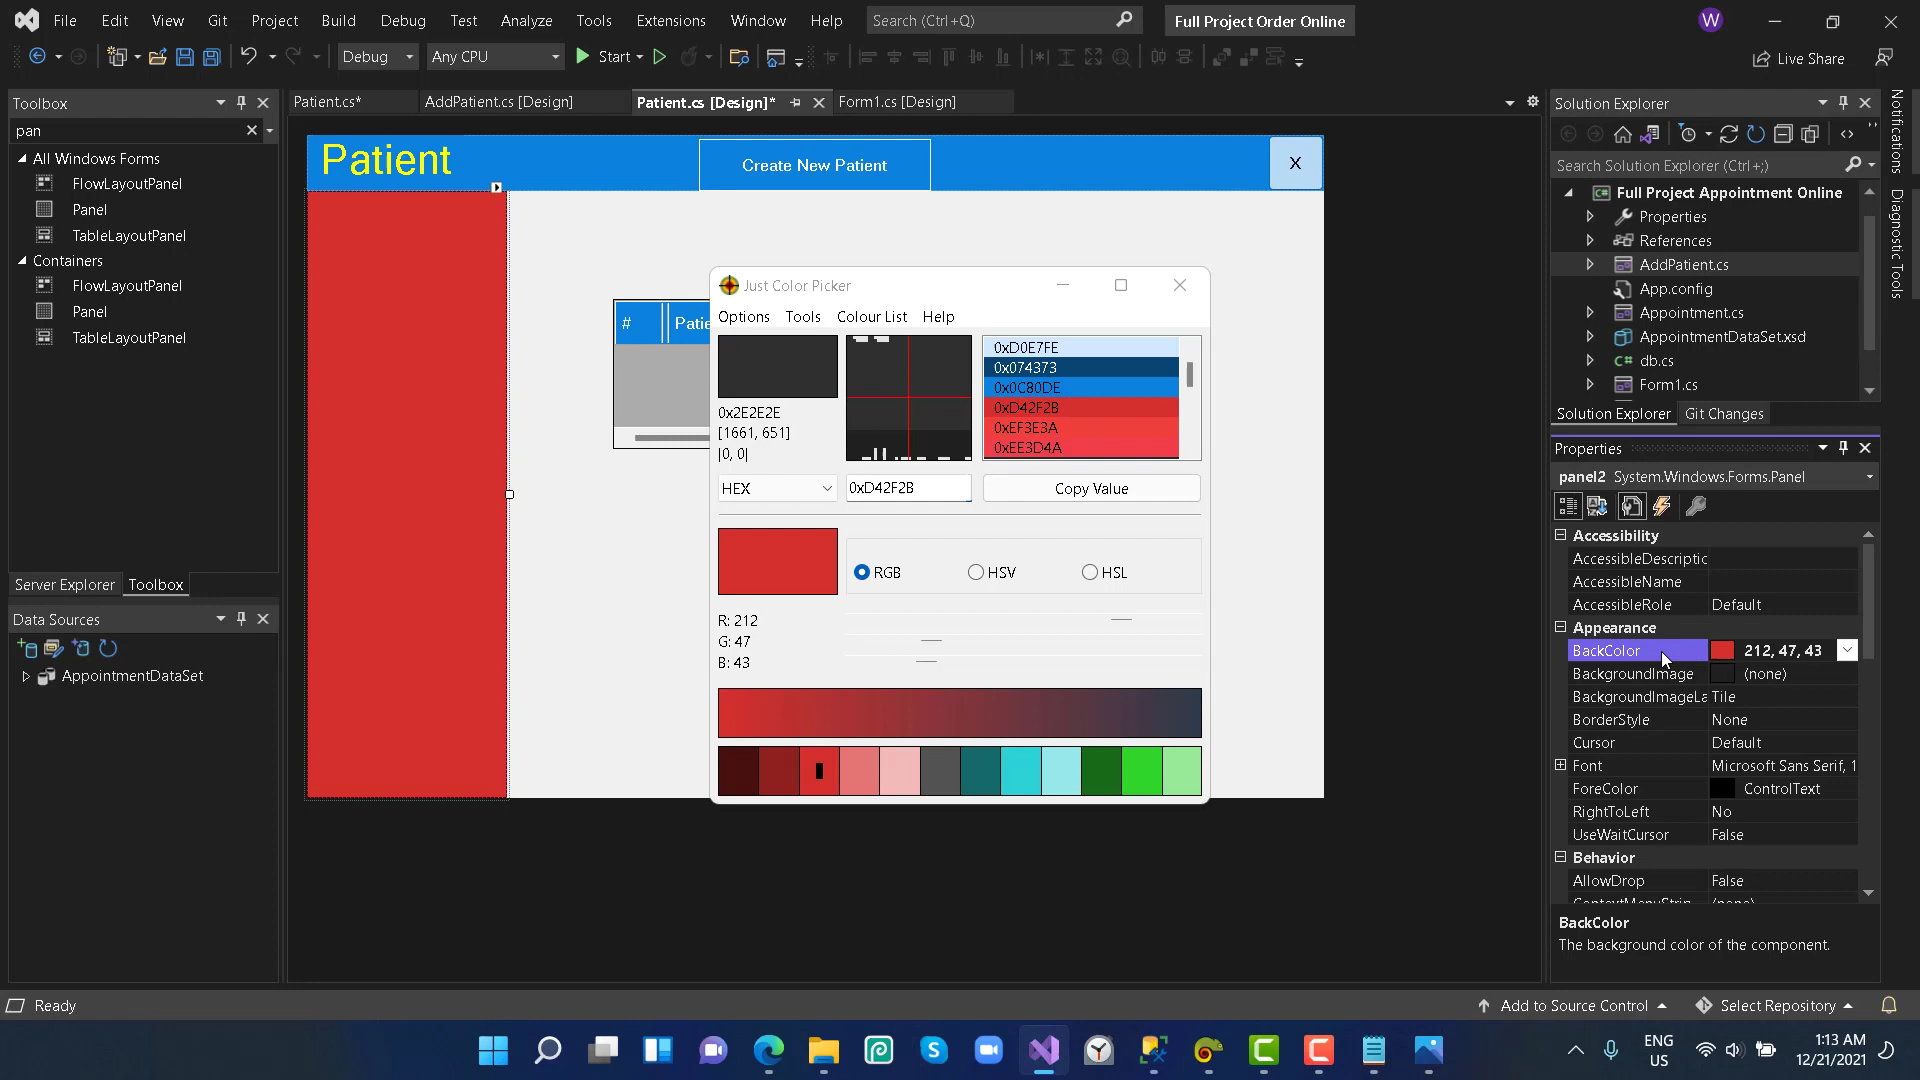 File Edit View Git Project Build Debug Test Analyze Tools Extensions Window Help Search (Ctrl+Q) Full Project Order Online W
Debug Any CPU Start Live Share
Toolbox
pan
All Windows Forms
FlowLayoutPanel
Panel
TableLayoutPanel
Containers
FlowLayoutPanel
Panel
TableLayoutPanel
Server Explorer Toolbox
Data Sources
AppointmentDataSet
Patient.cs* AddPatient.cs [Design] Patient.cs [Design]* Form1.cs [Design]
Patient Create New Patient X
# Patie
Just Color Picker
Options Tools Colour List Help
0x2E2E2E
[1661, 651]
|0, 0|
0xD0E7FE
0x074373
0x0C80DE
0xD42F2B
0xEF3E3A
0xEE3D4A
HEX 0xD42F2B Copy Value
RGB HSV HSL
R: 212
G: 47
B: 43
Solution Explorer
Search Solution Explorer (Ctrl+;)
Full Project Appointment Online
Properties
References
AddPatient.cs
App.config
Appointment.cs
AppointmentDataSet.xsd
db.cs
Form1.cs
Solution Explorer Git Changes
Properties
panel2 System.Windows.Forms.Panel
Accessibility
AccessibleDescriptic
AccessibleName
AccessibleRole Default
Appearance
BackColor 212, 47, 43
BackgroundImage (none)
BackgroundImageLa Tile
BorderStyle None
Cursor Default
Font Microsoft Sans Serif, 1
ForeColor ControlText
RightToLeft No
UseWaitCursor False
Behavior
AllowDrop False
BackColor
The background color of the component.
Notifications
Diagnostic Tools
Ready Add to Source Control Select Repository
ENG
US
1:13 AM
12/21/2021